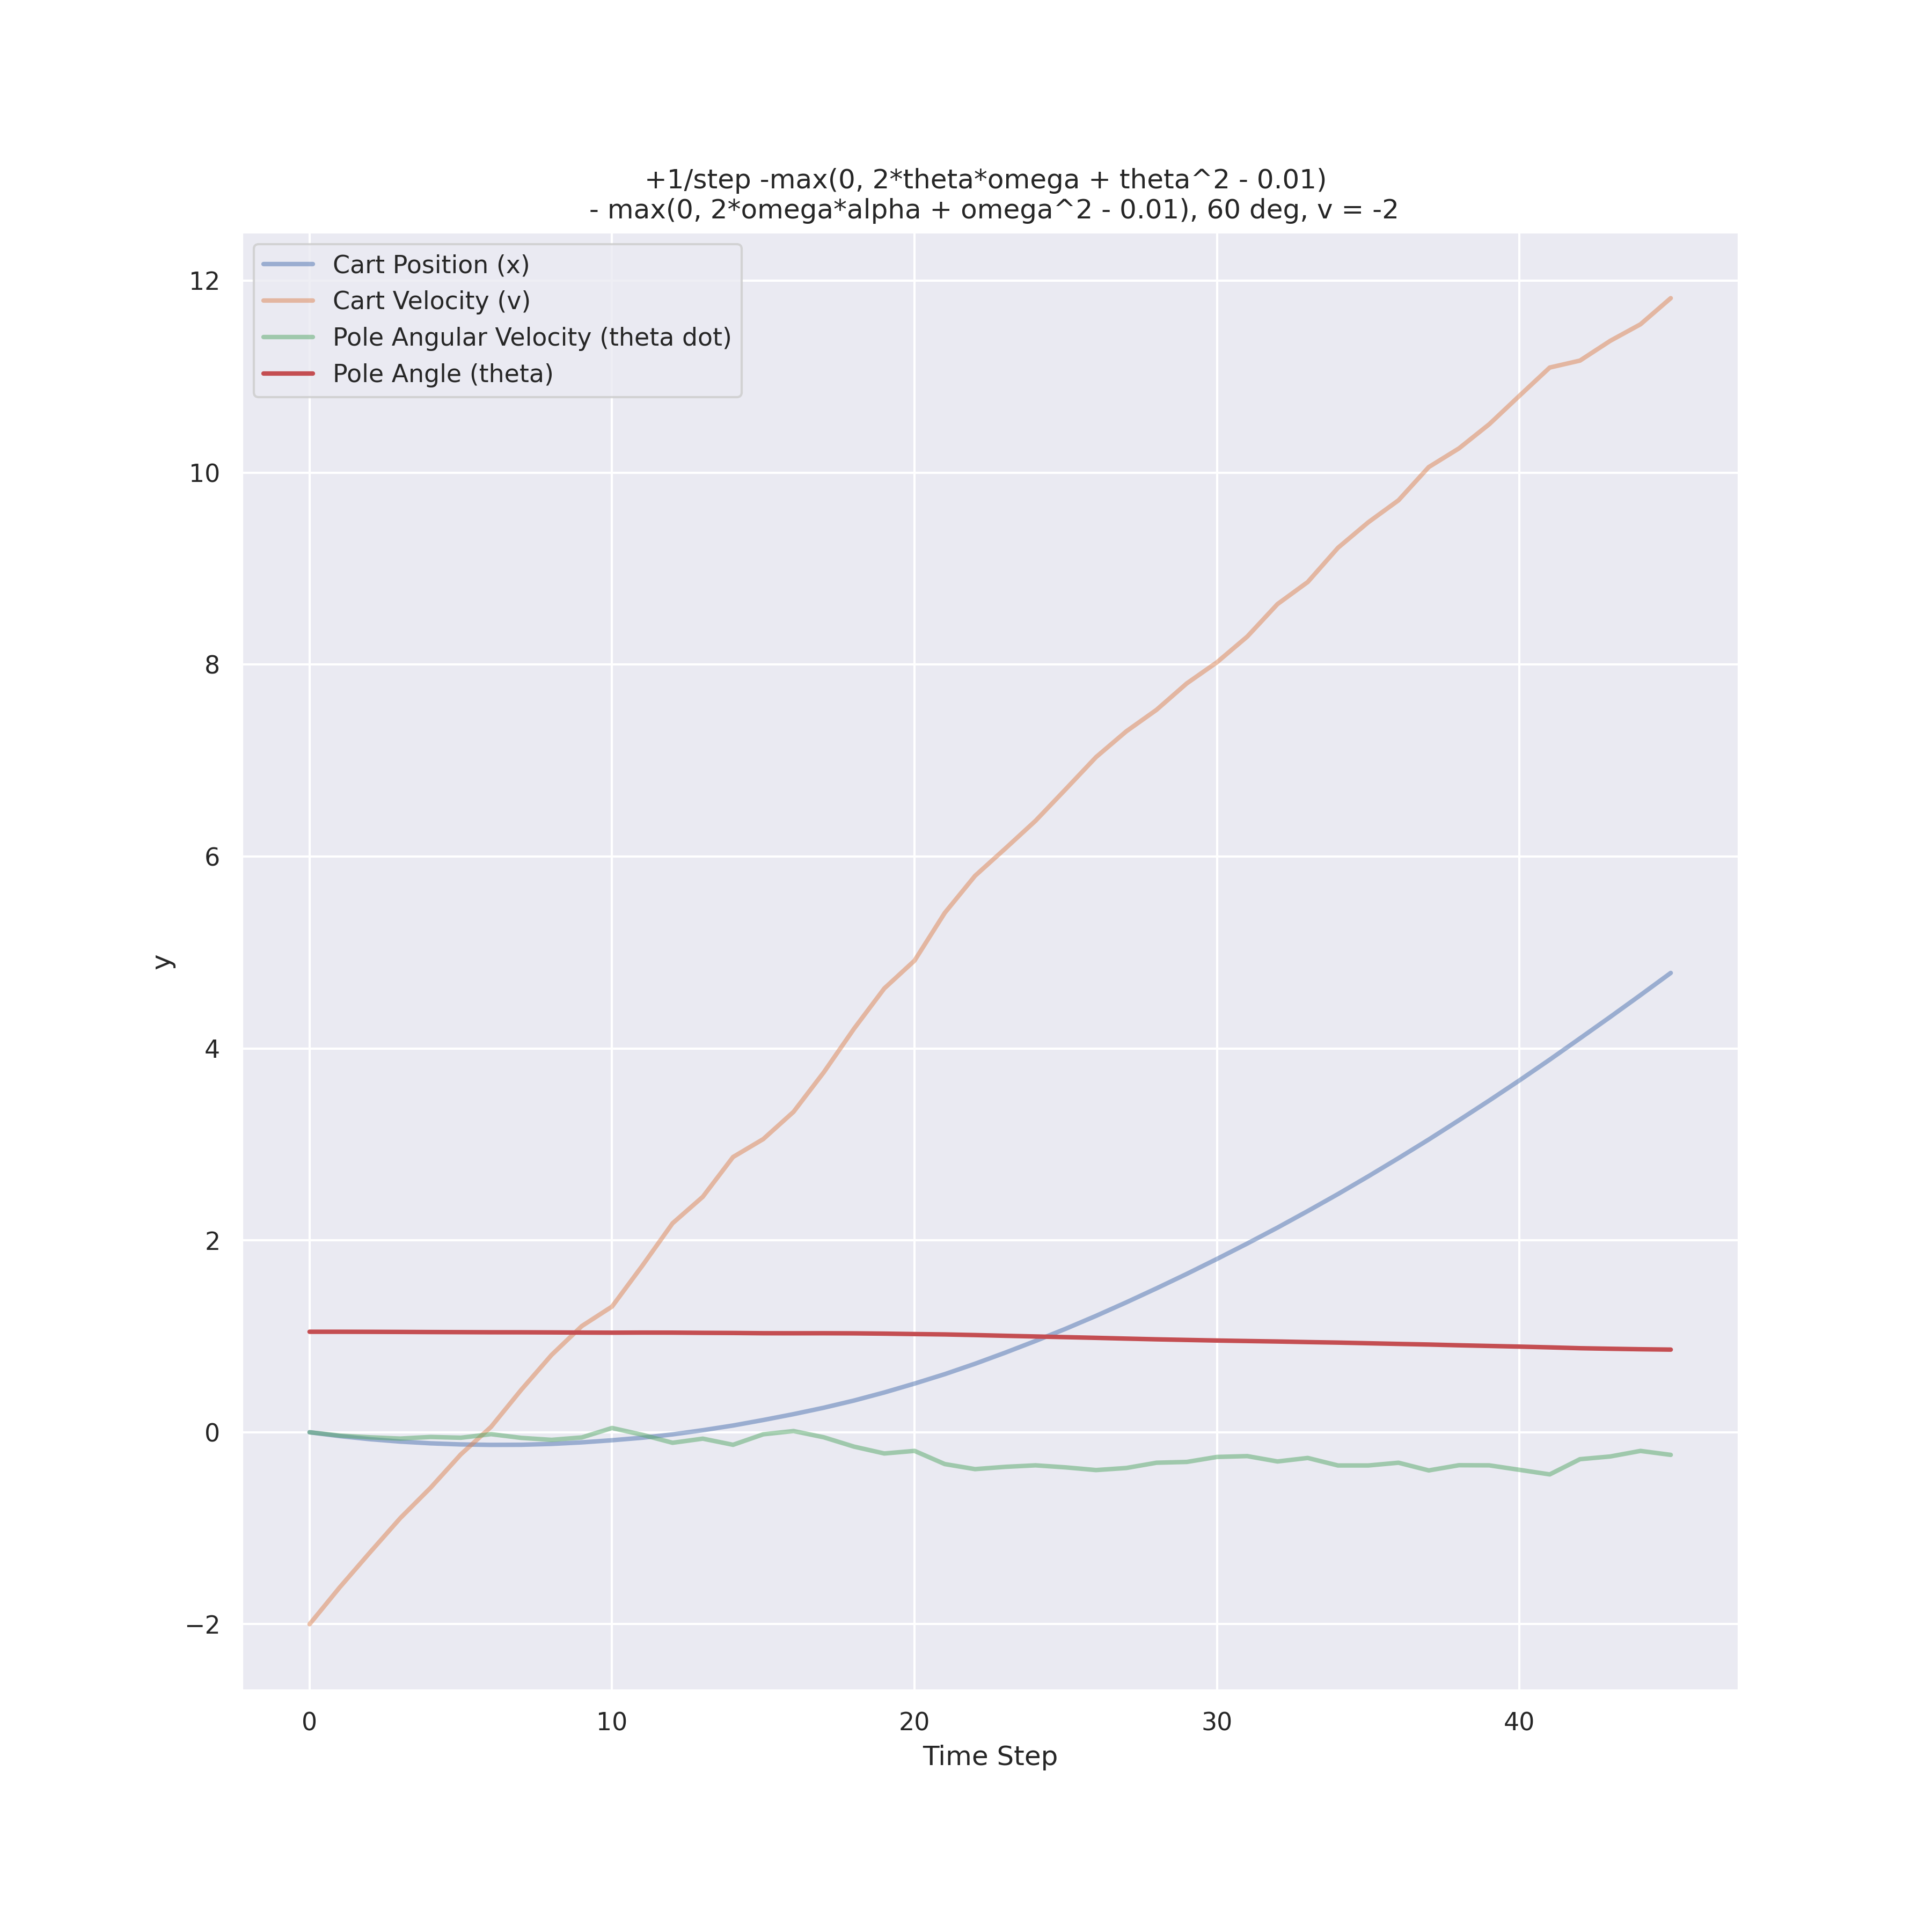 +1/step -max(0, 2*theta*omega + theta^2 - 0.01)
- max(0, 2*omega*alpha + omega^2 - 0.01), 60 deg, v = -2
Cart Position (x)
Cart Velocity (v)
Pole Angular Velocity (theta dot)
Pole Angle (theta)
12
10
8
6
4
2
0
−2
y
0 10 20 30 40
Time Step